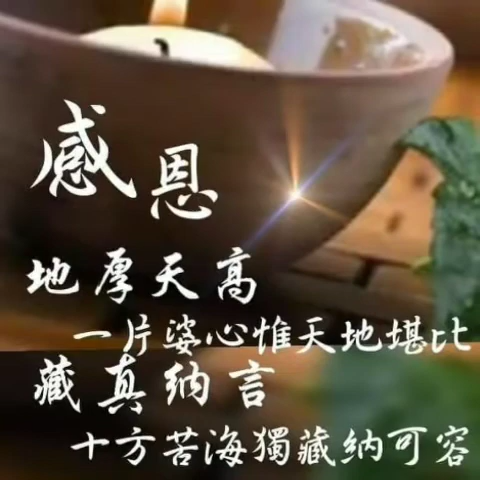 感恩
地厚天高
一片婆心惟天地堪比
藏真纳言
十方苦海獨藏納可容